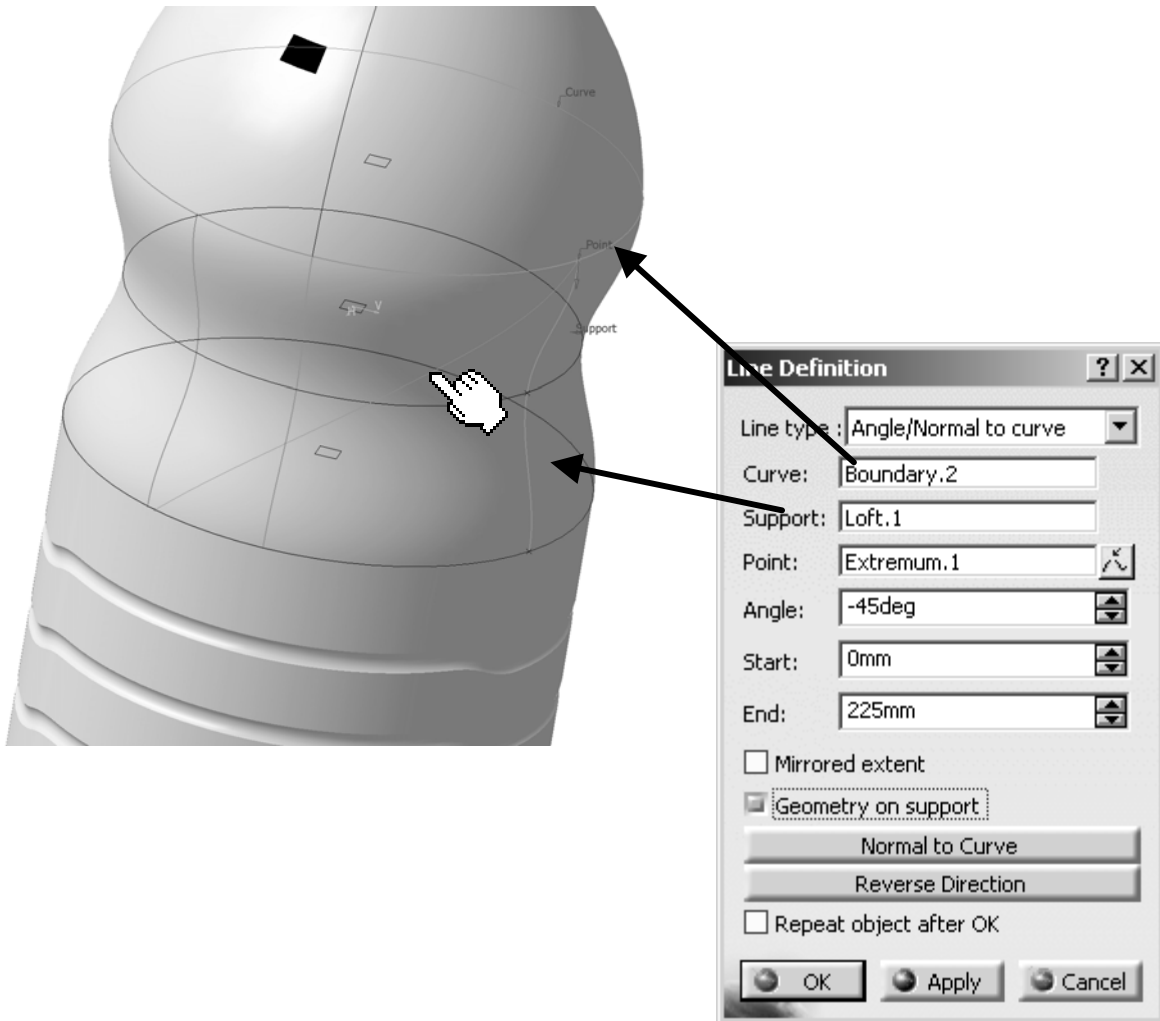 Curve
Point
Support
V
Line Definition
Line type : Angle/Normal to curve
Curve: Boundary.2
Support: Loft.1
Point: Extremum.1
Angle: -45deg
Start: 0mm
End: 225mm
Mirrored extent
Geometry on support
Normal to Curve
Reverse Direction
Repeat object after OK
OK Apply Cancel